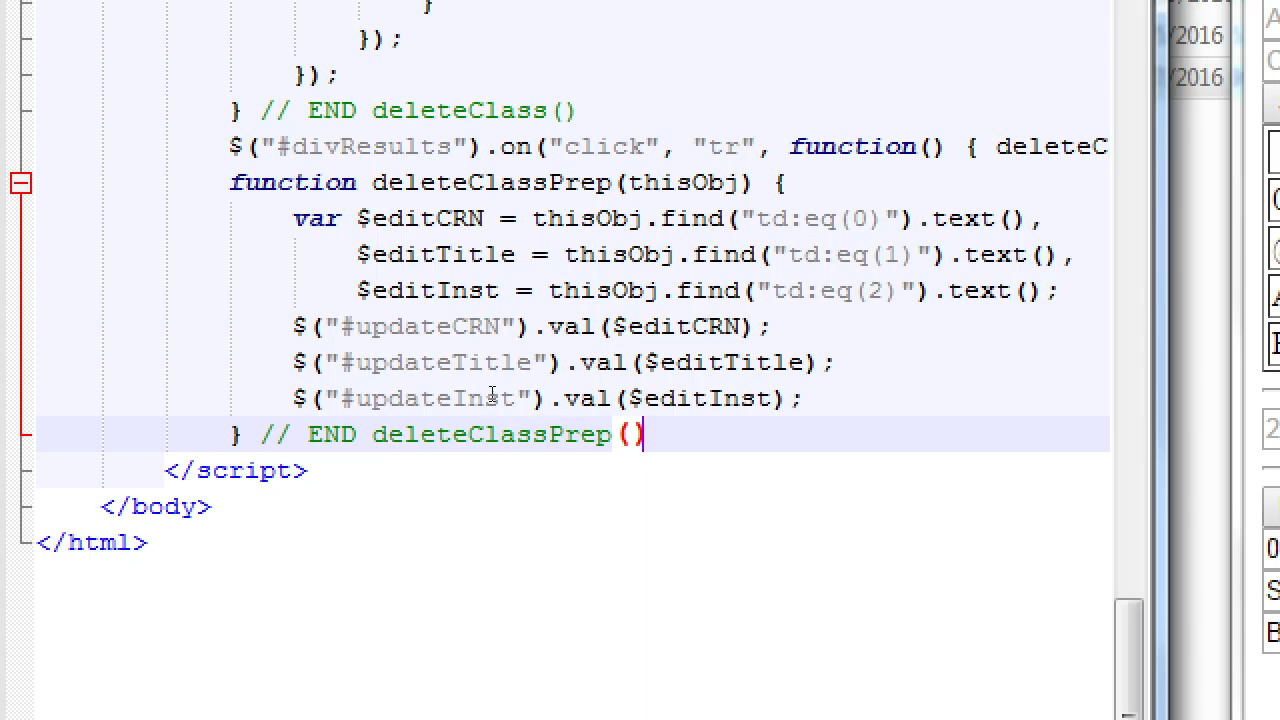 }
});
});
} // END deleteClass()
$("#divResults").on("click", "tr", function() { deleteC
function deleteClassPrep(thisObj) {
var $editCRN = thisObj.find("td:eq(0)").text(),
$editTitle = thisObj.find("td:eq(1)").text(),
$editInst = thisObj.find("td:eq(2)").text();
$("#updateCRN").val($editCRN);
$("#updateTitle").val($editTitle);
$("#updateInst").val($editInst);
} // END deleteClassPrep()
</script>
</body>
</html>
/2016
/2016
2
0
S
B